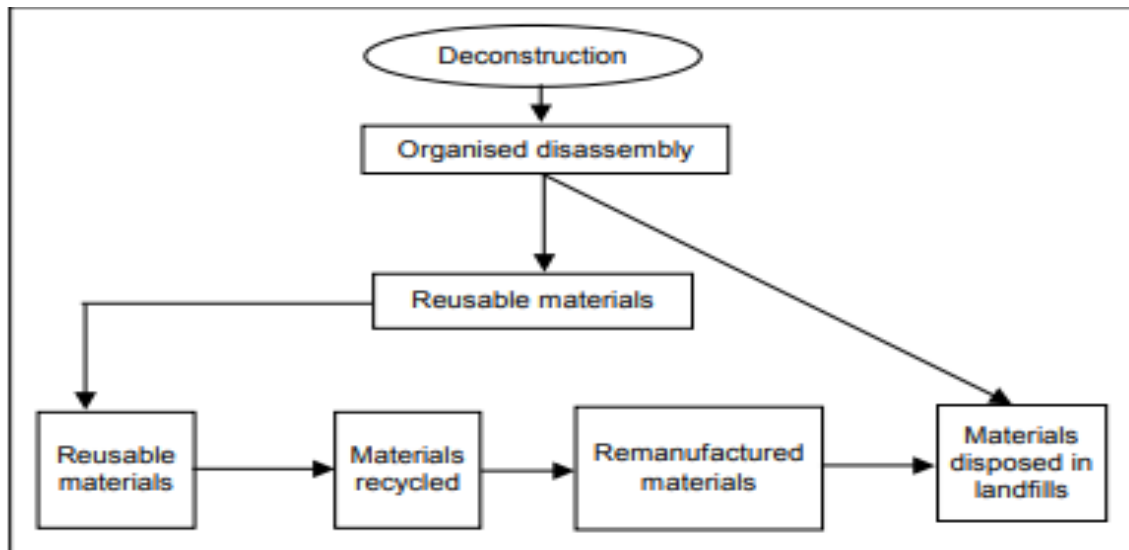 Deconstruction
Organised disassembly
Reusable materials
Reusable
materials
Materials
recycled
Remanufactured
materials
Materials
disposed in
landfills